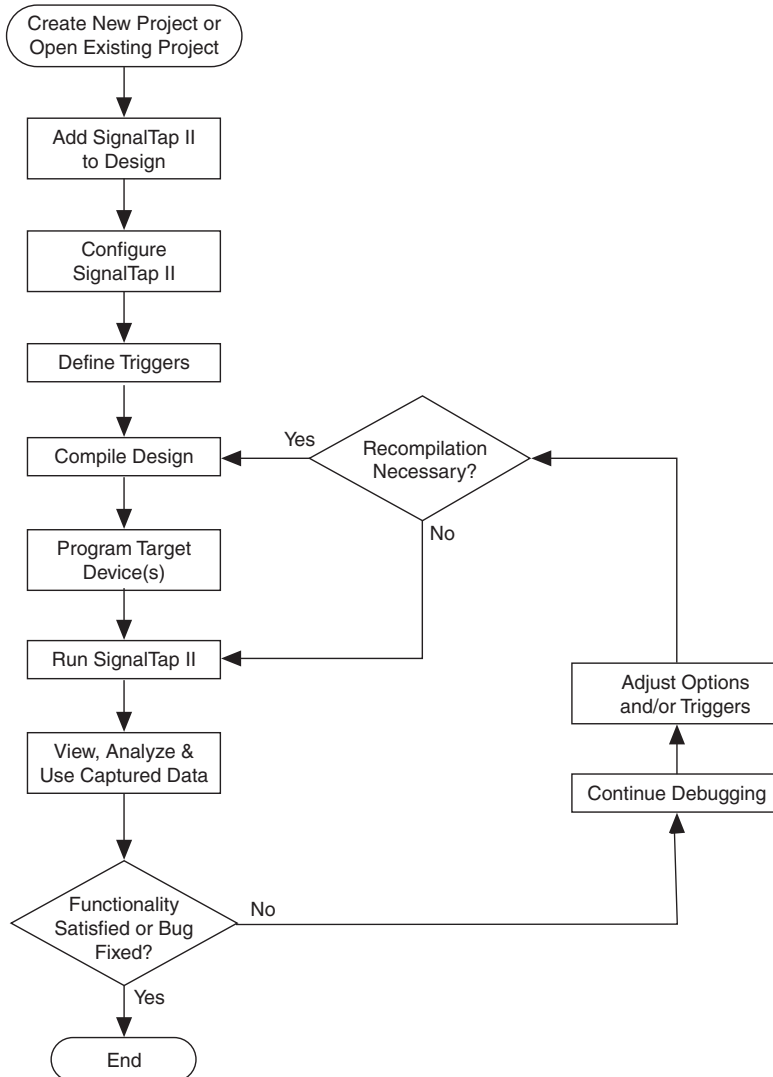 Create New Project or
Open Existing Project
Add SignalTap II
to Design
Configure
SignalTap II
Define Triggers
Compile Design
Yes
Recompilation
Necessary?
No
Program Target
Device(s)
Run SignalTap II
Adjust Options
and/or Triggers
View, Analyze &
Use Captured Data
Continue Debugging
Functionality
Satisfied or Bug
Fixed?
No
Yes
End